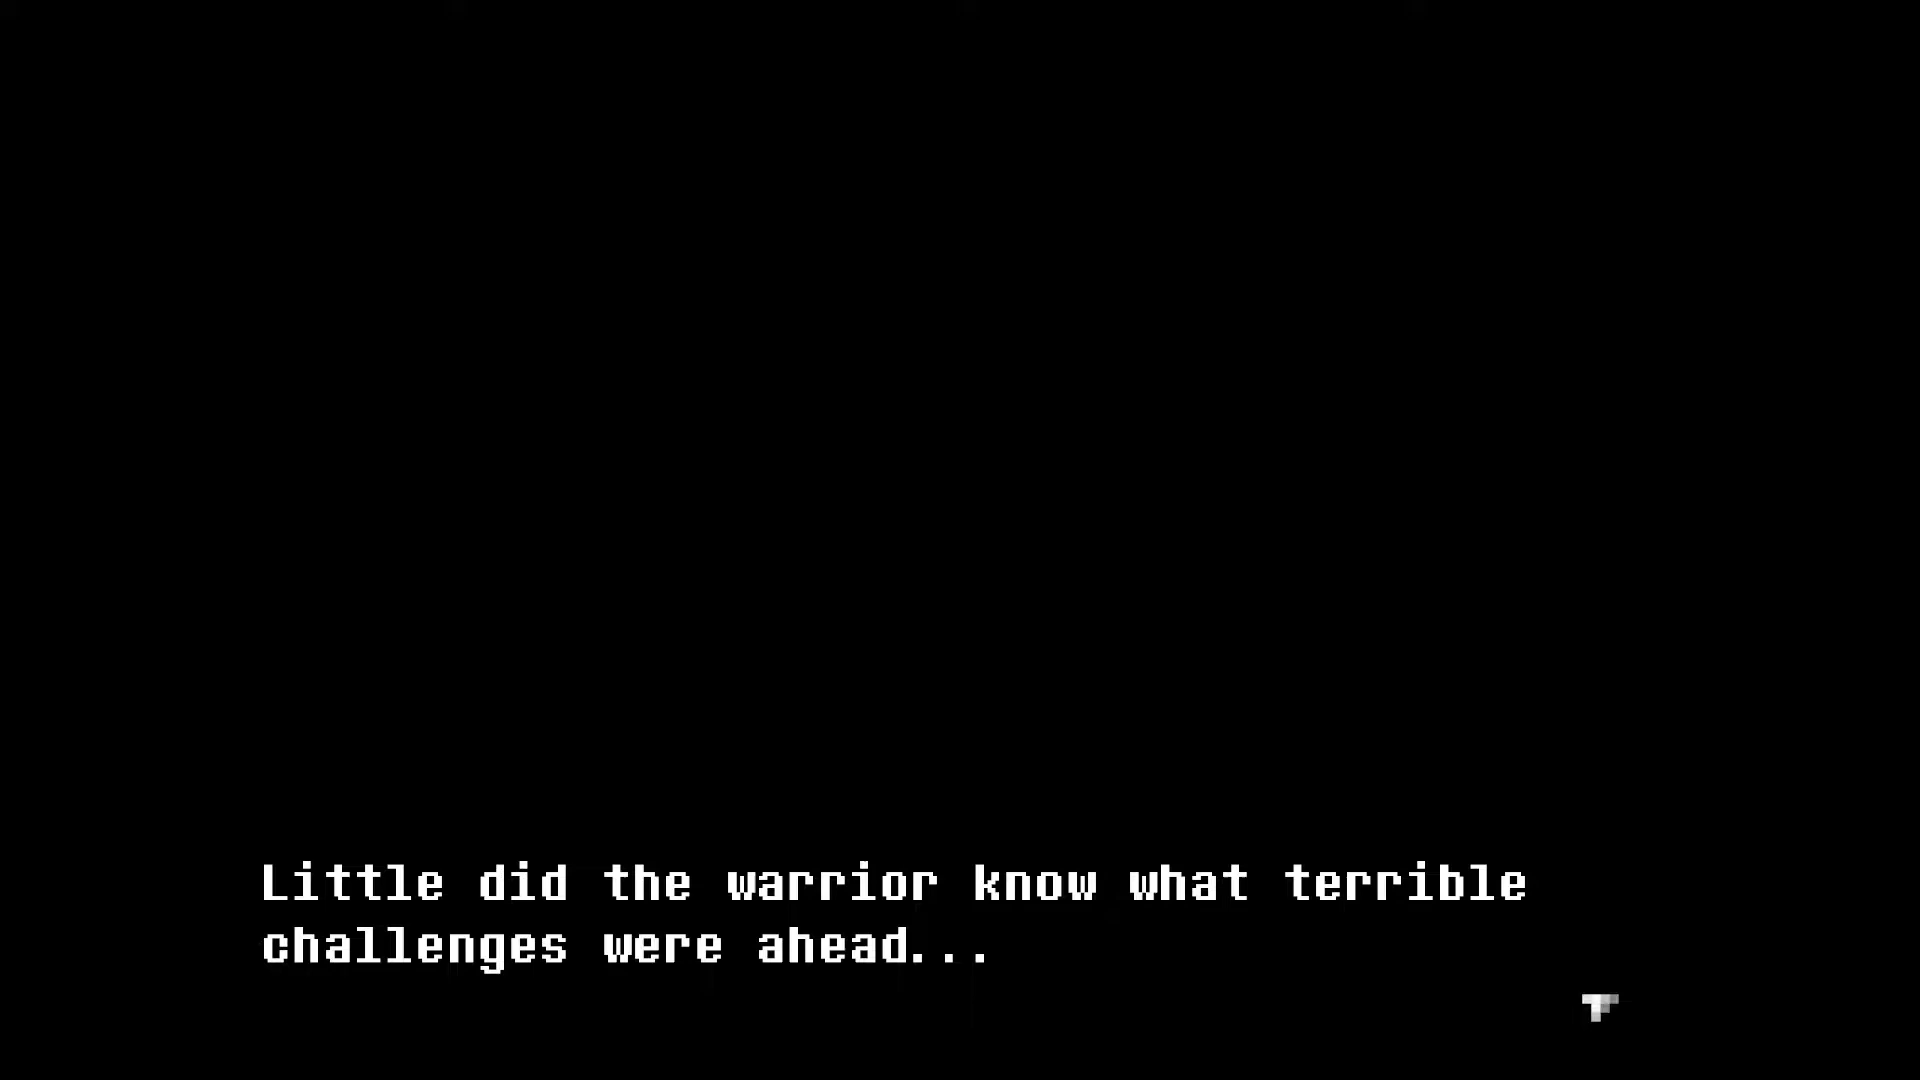 Little did the warrior know what terrible
challenges were ahead...